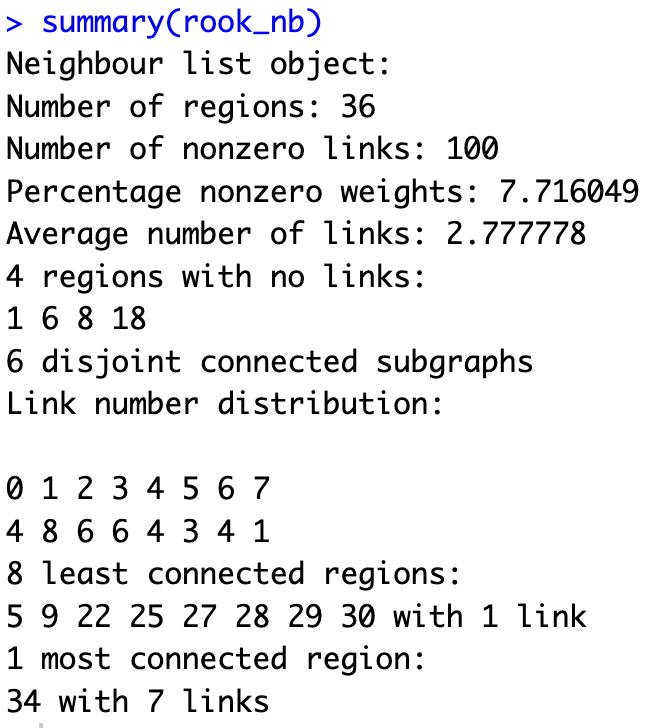 > summary(rook_nb)
Neighbour list object:
Number of regions: 36
Number of nonzero links: 100
Percentage nonzero weights: 7.716049
Average number of links: 2.777778
4 regions with no links:
1 6 8 18
6 disjoint connected subgraphs
Link number distribution:

0 1 2 3 4 5 6 7
4 8 6 6 4 3 4 1
8 least connected regions:
5 9 22 25 27 28 29 30 with 1 link
1 most connected region:
34 with 7 links